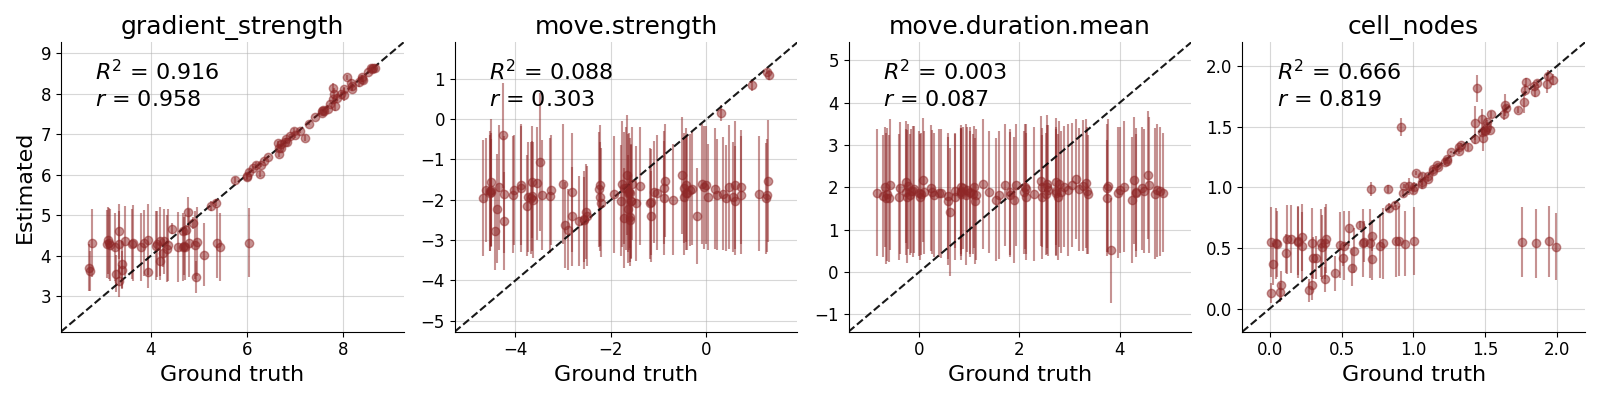 gradient_strength
R² = 0.916
r = 0.958
9
8
7
6
5
4
3
Estimated
4 6 8
Ground truth
move.strength
R² = 0.088
r = 0.303
1
0
−1
−2
−3
−4
−5
−4 −2 0
Ground truth
move.duration.mean
R² = 0.003
r = 0.087
5
4
3
2
1
0
−1
0 2 4
Ground truth
cell_nodes
R² = 0.666
r = 0.819
2.0
1.5
1.0
0.5
0.0
0.0 0.5 1.0 1.5 2.0
Ground truth